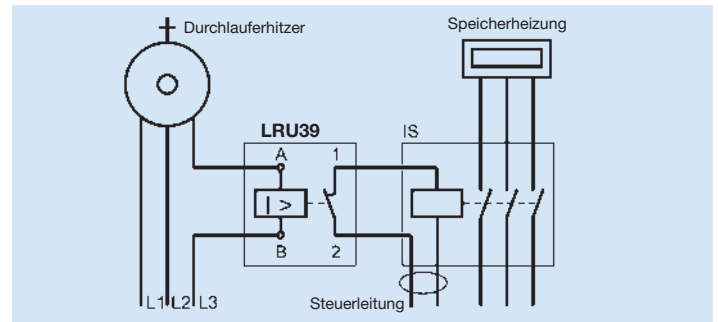 Durchlauferhitzer
Speicherheizung
LRU39
IS
A
1
I >
B
2
L1 L2 L3
Steuerleitung